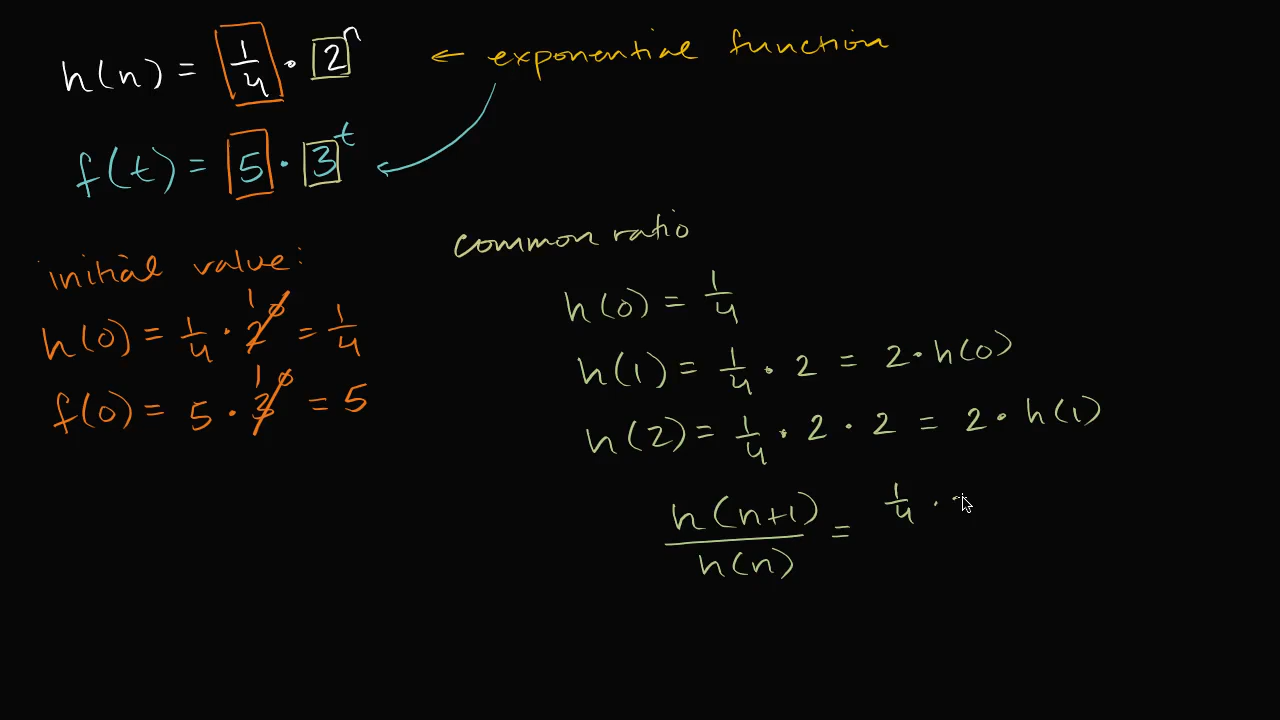 h(n) = 1/4 · 2^n ← exponential function
f(t) = 5 · 3^t
initial value:
h(0) = 1/4 · 2^0 1 = 1/4
f(0) = 5 · 3^0 1 = 5
common ratio
h(0) = 1/4
h(1) = 1/4 · 2 = 2 · h(0)
h(2) = 1/4 · 2 · 2 = 2 · h(1)
h(n+1)/h(n) = 1/4 ·